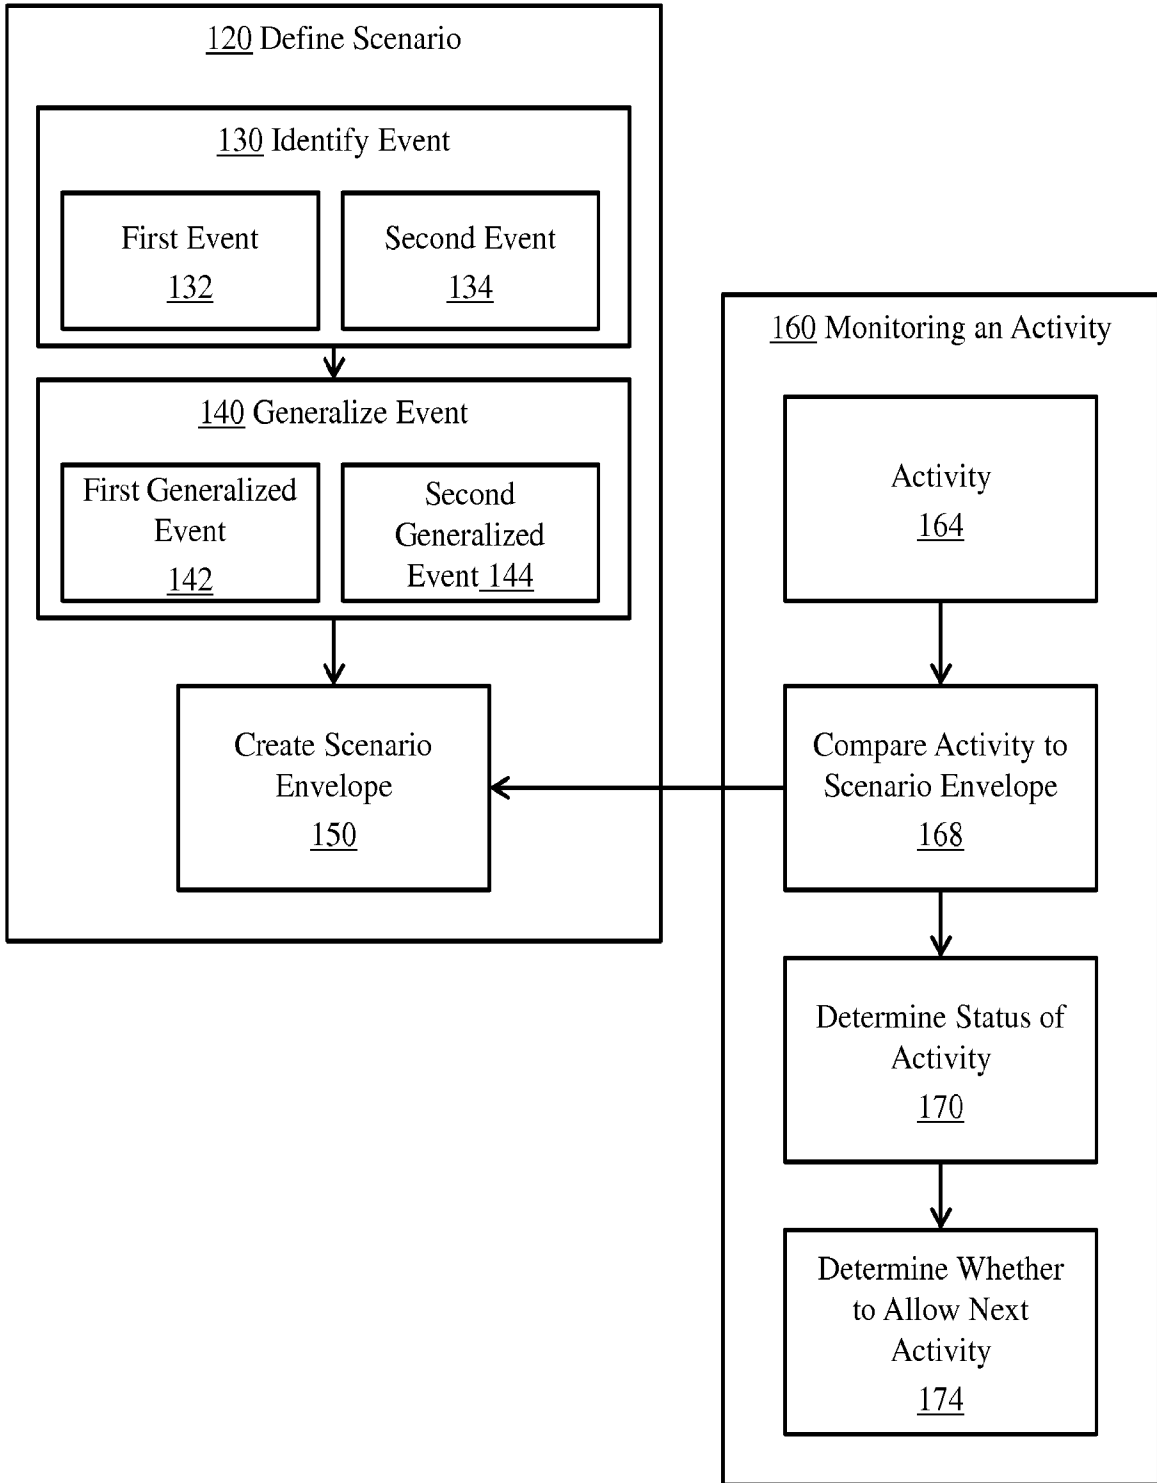 120 Define Scenario
130 Identify Event
First Event
132
Second Event
134
140 Generalize Event
First Generalized
Event
142
Second
Generalized
Event 144
Create Scenario
Envelope
150
160 Monitoring an Activity
Activity
164
Compare Activity to
Scenario Envelope
168
Determine Status of
Activity
170
Determine Whether
to Allow Next
Activity
174